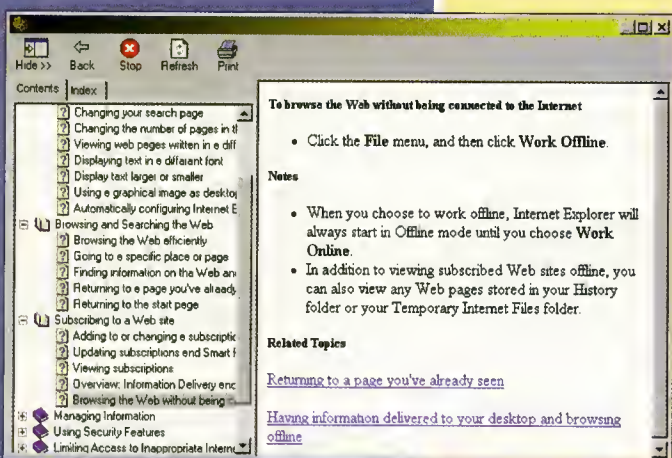 Hide >> Back Stop Refresh Print
Contents Index
Changing your search page
Changing the number of pages in
Viewing web pages written in a
Displaying text in a different font
Display text larger or smaller
Using a graphical image as
Automatically configuring Internet
Browsing and Searching the Web
Browsing the Web efficiently
Going to a specific place or page
Finding information on the Web
Returning to a page you've already
Returning to the start page
Subscribing to a Web site
Adding to or changing a
Updating subscriptions and Smart
Viewing subscriptions
Overview: Information Delivery
Browsing the Web without being
Managing Information
Using Security Features
Limiting Access to Inappropriate
To browse the Web without being connected to the Internet
• Click the File menu, and then click Work Offline.
Notes
• When you choose to work offline, Internet Explorer will
always start in Offline mode until you choose Work
Online.
• In addition to viewing subscribed Web sites offline, you
can also view any Web pages stored in your History
folder or your Temporary Internet Files folder.
Related Topics
Returning to a page you've already seen
Having information delivered to your desktop and browsing
offline